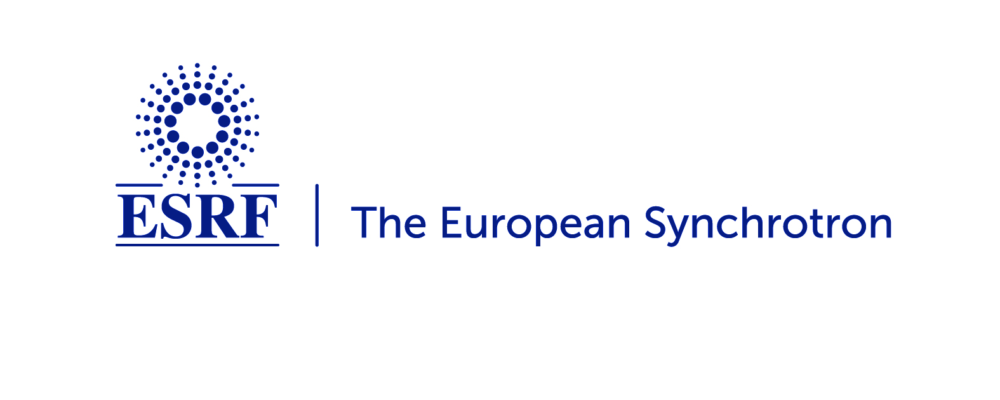 ESRF
The European Synchrotron